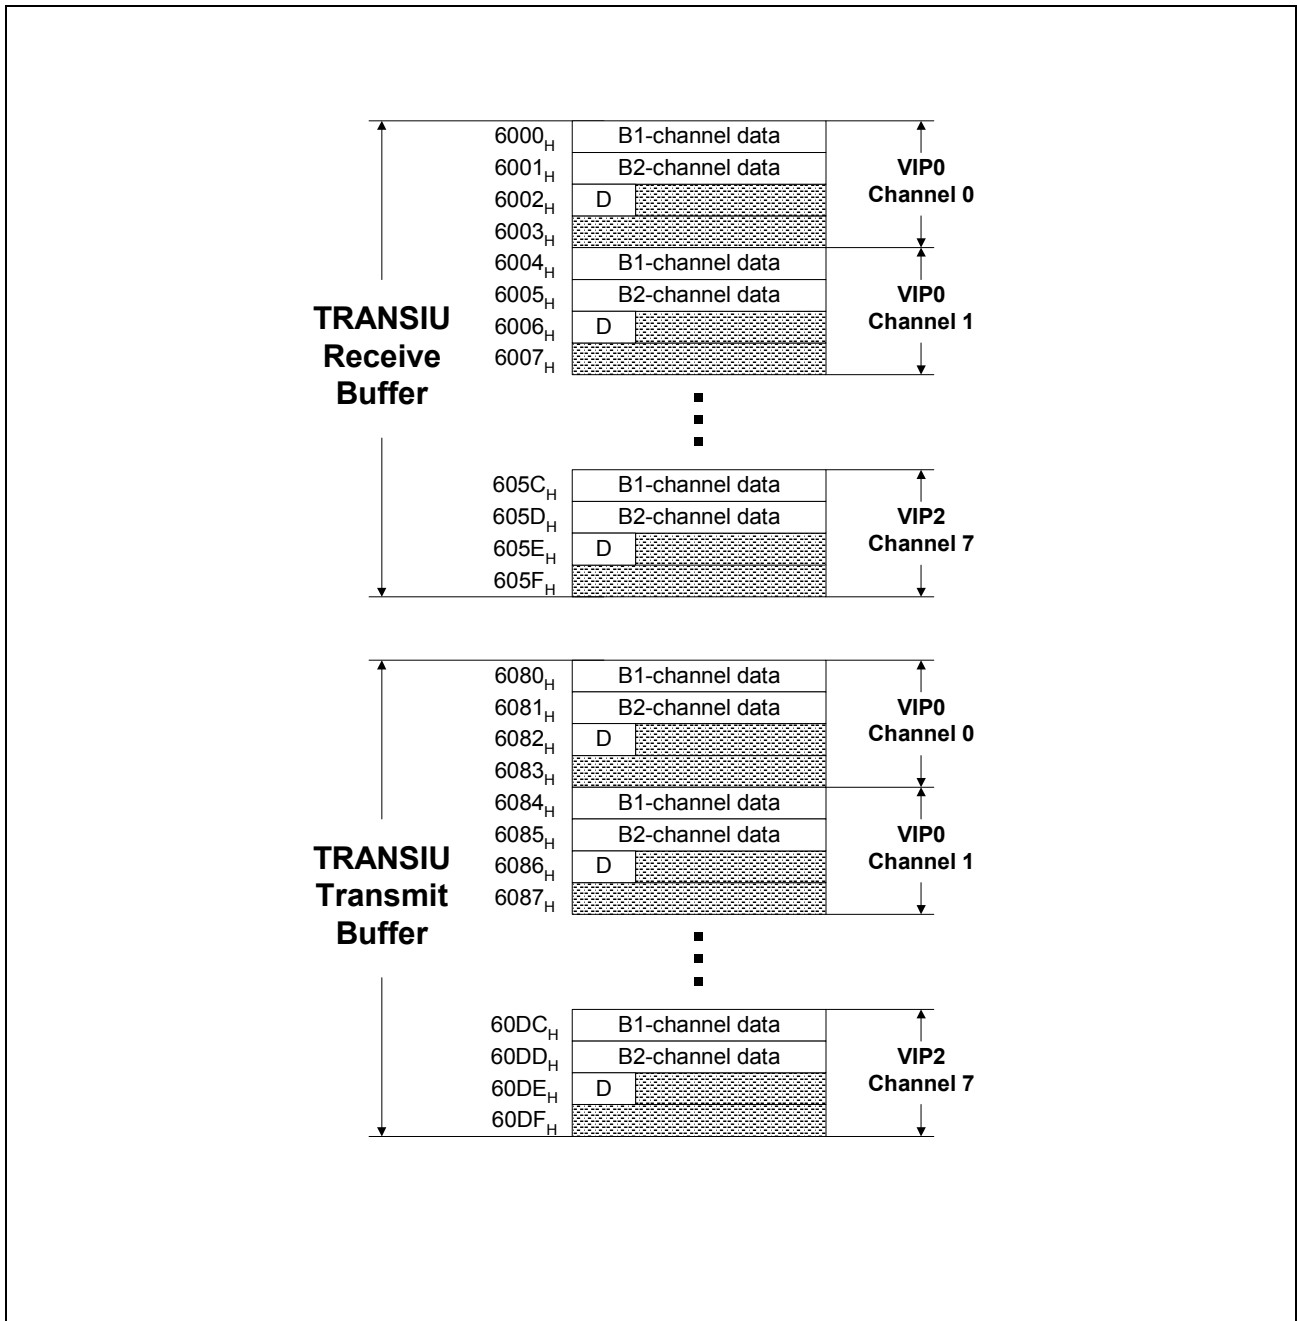 6000H B1-channel data
6001H B2-channel data
6002H D
6003H
VIP0
Channel 0
6004H B1-channel data
6005H B2-channel data
6006H D
6007H
VIP0
Channel 1
TRANSIU
Receive
Buffer
605CH B1-channel data
605DH B2-channel data
605EH D
605FH
VIP2
Channel 7
6080H B1-channel data
6081H B2-channel data
6082H D
6083H
VIP0
Channel 0
6084H B1-channel data
6085H B2-channel data
6086H D
6087H
VIP0
Channel 1
TRANSIU
Transmit
Buffer
60DCH B1-channel data
60DDH B2-channel data
60DEH D
60DFH
VIP2
Channel 7